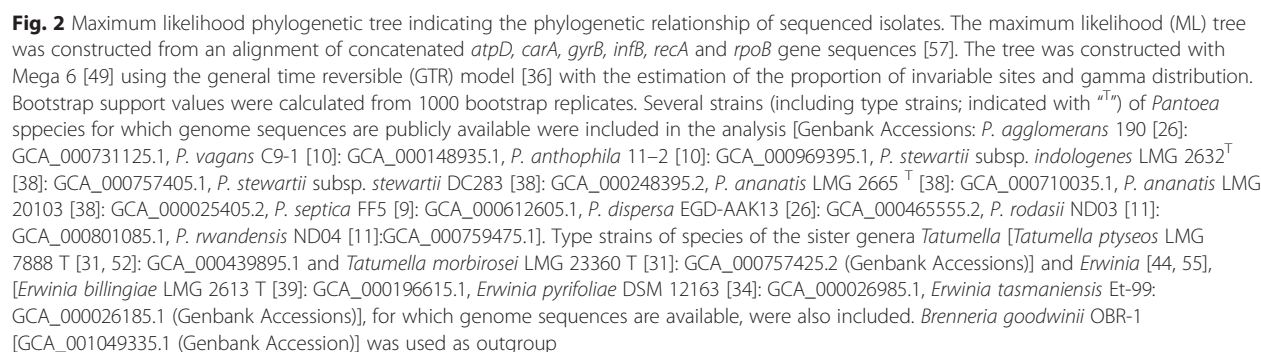 Fig. 2 Maximum likelihood phylogenetic tree indicating the phylogenetic relationship of sequenced isolates. The maximum likelihood (ML) tree
was constructed from an alignment of concatenated atpD, carA, gyrB, infB, recA and rpoB gene sequences [57]. The tree was constructed with
Mega 6 [49] using the general time reversible (GTR) model [36] with the estimation of the proportion of invariable sites and gamma distribution.
Bootstrap support values were calculated from 1000 bootstrap replicates. Several strains (including type strains; indicated with “T”) of Pantoea
sppecies for which genome sequences are publicly available were included in the analysis [Genbank Accessions: P. agglomerans 190 [26]:
GCA_000731125.1, P. vagans C9-1 [10]: GCA_000148935.1, P. anthophila 11–2 [10]: GCA_000969395.1, P. stewartii subsp. indologenes LMG 2632T
[38]: GCA_000757405.1, P. stewartii subsp. stewartii DC283 [38]: GCA_000248395.2, P. ananatis LMG 2665 T [38]: GCA_000710035.1, P. ananatis LMG
20103 [38]: GCA_000025405.2, P. septica FF5 [9]: GCA_000612605.1, P. dispersa EGD-AAK13 [26]: GCA_000465555.2, P. rodasii ND03 [11]:
GCA_000801085.1, P. rwandensis ND04 [11]:GCA_000759475.1]. Type strains of species of the sister genera Tatumella [Tatumella ptyseos LMG
7888 T [31, 52]: GCA_000439895.1 and Tatumella morbirosei LMG 23360 T [31]: GCA_000757425.2 (Genbank Accessions)] and Erwinia [44, 55],
[Erwinia billingiae LMG 2613 T [39]: GCA_000196615.1, Erwinia pyrifoliae DSM 12163 [34]: GCA_000026985.1, Erwinia tasmaniensis Et-99:
GCA_000026185.1 (Genbank Accessions)], for which genome sequences are available, were also included. Brenneria goodwinii OBR-1
[GCA_001049335.1 (Genbank Accession)] was used as outgroup